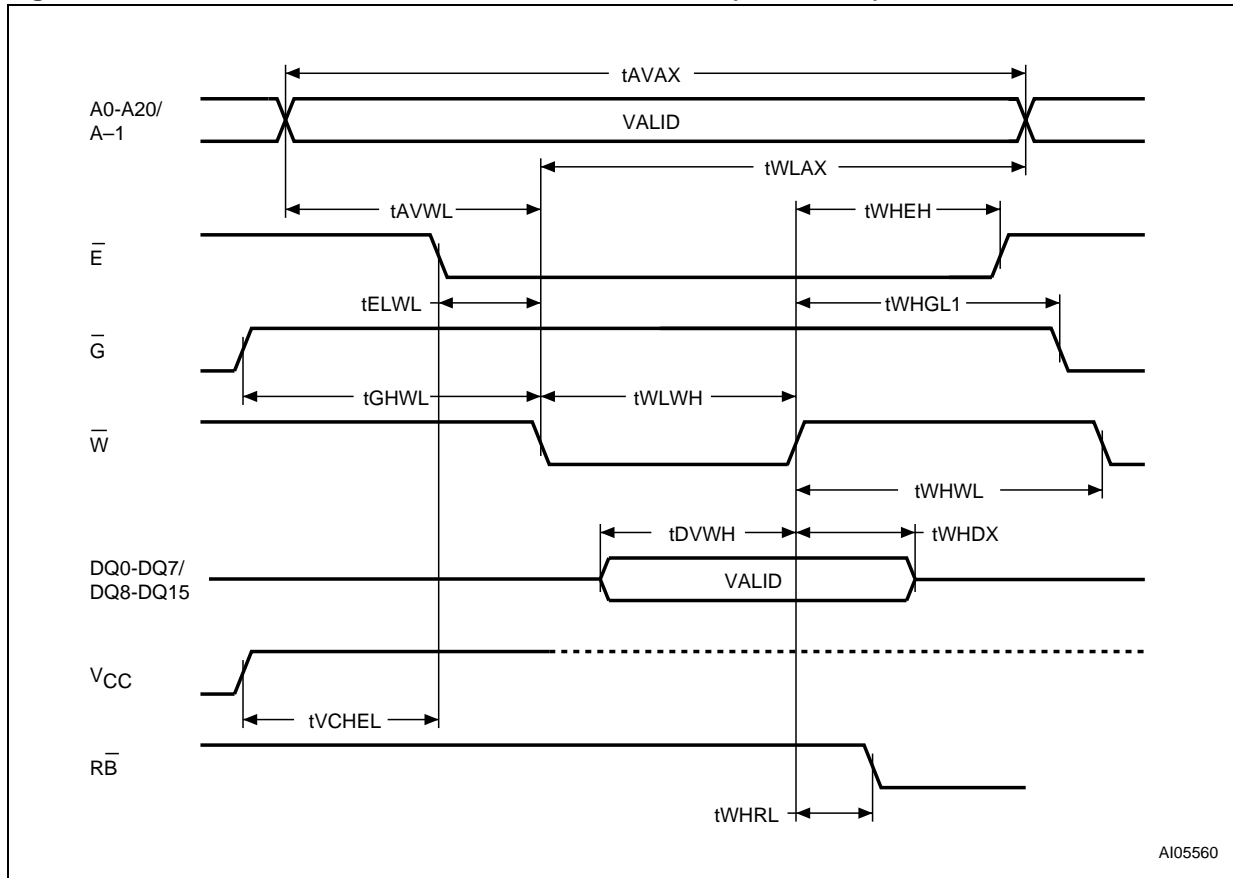 tAVAX
A0-A20/
A–1
VALID
tWLAX
tAVWL
tWHEH
E̅
tELWL
tWHGL1
G̅
tGHWL
tWLWH
W̅
tWHWL
tDVWH
tWHDX
DQ0-DQ7/
DQ8-DQ15
VALID
VCC
tVCHEL
RB̅
tWHRL
AI05560